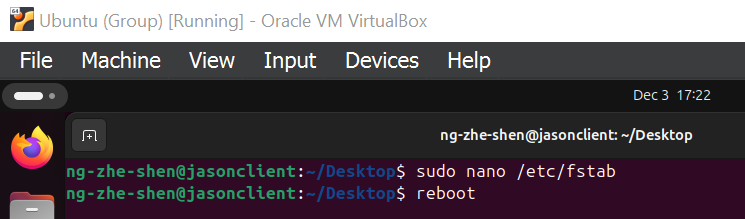 Ubuntu (Group) [Running] - Oracle VM VirtualBox
File Machine View Input Devices Help
Dec 3 17:22
ng-zhe-shen@jasonclient: ~/Desktop
ng-zhe-shen@jasonclient:~/Desktop$ sudo nano /etc/fstab
ng-zhe-shen@jasonclient:~/Desktop$ reboot